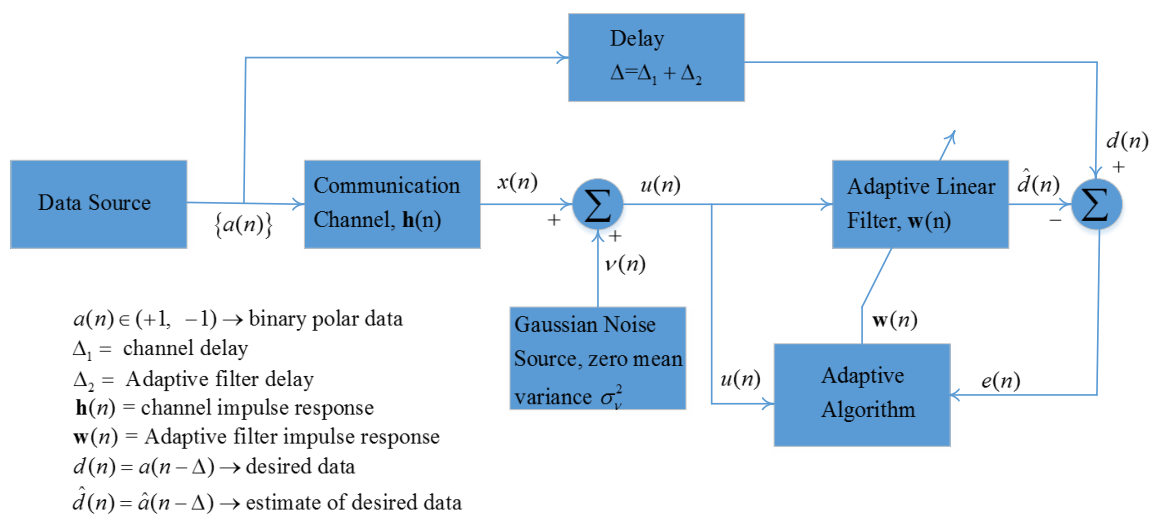 Delay
Δ=Δ₁ + Δ₂
d(n)
+
Data Source
{a(n)}
Communication
Channel, h(n)
x(n)
+
Σ
+
u(n)
Adaptive Linear
Filter, w(n)
d̂(n)
−
Σ
ν(n)
Gaussian Noise
Source, zero mean
variance σᵥ²
w(n)
u(n)
Adaptive
Algorithm
e(n)
a(n)∈(+1, −1)→ binary polar data
Δ₁ = channel delay
Δ₂ = Adaptive filter delay
h(n) = channel impulse response
w(n) = Adaptive filter impulse response
d(n) = a(n−Δ)→ desired data
d̂(n) = â(n−Δ)→ estimate of desired data